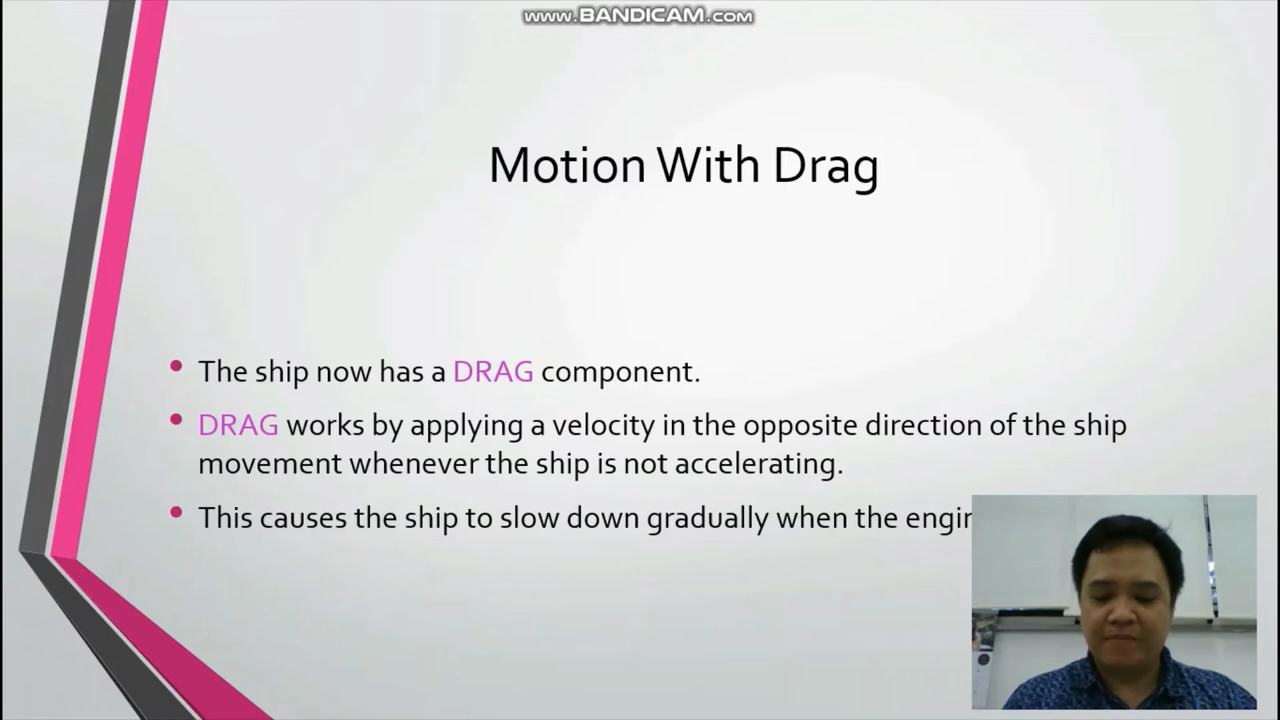 www.BANDICAM.com
Motion With Drag
• The ship now has a DRAG component.
• DRAG works by applying a velocity in the opposite direction of the ship
movement whenever the ship is not accelerating.
• This causes the ship to slow down gradually when the